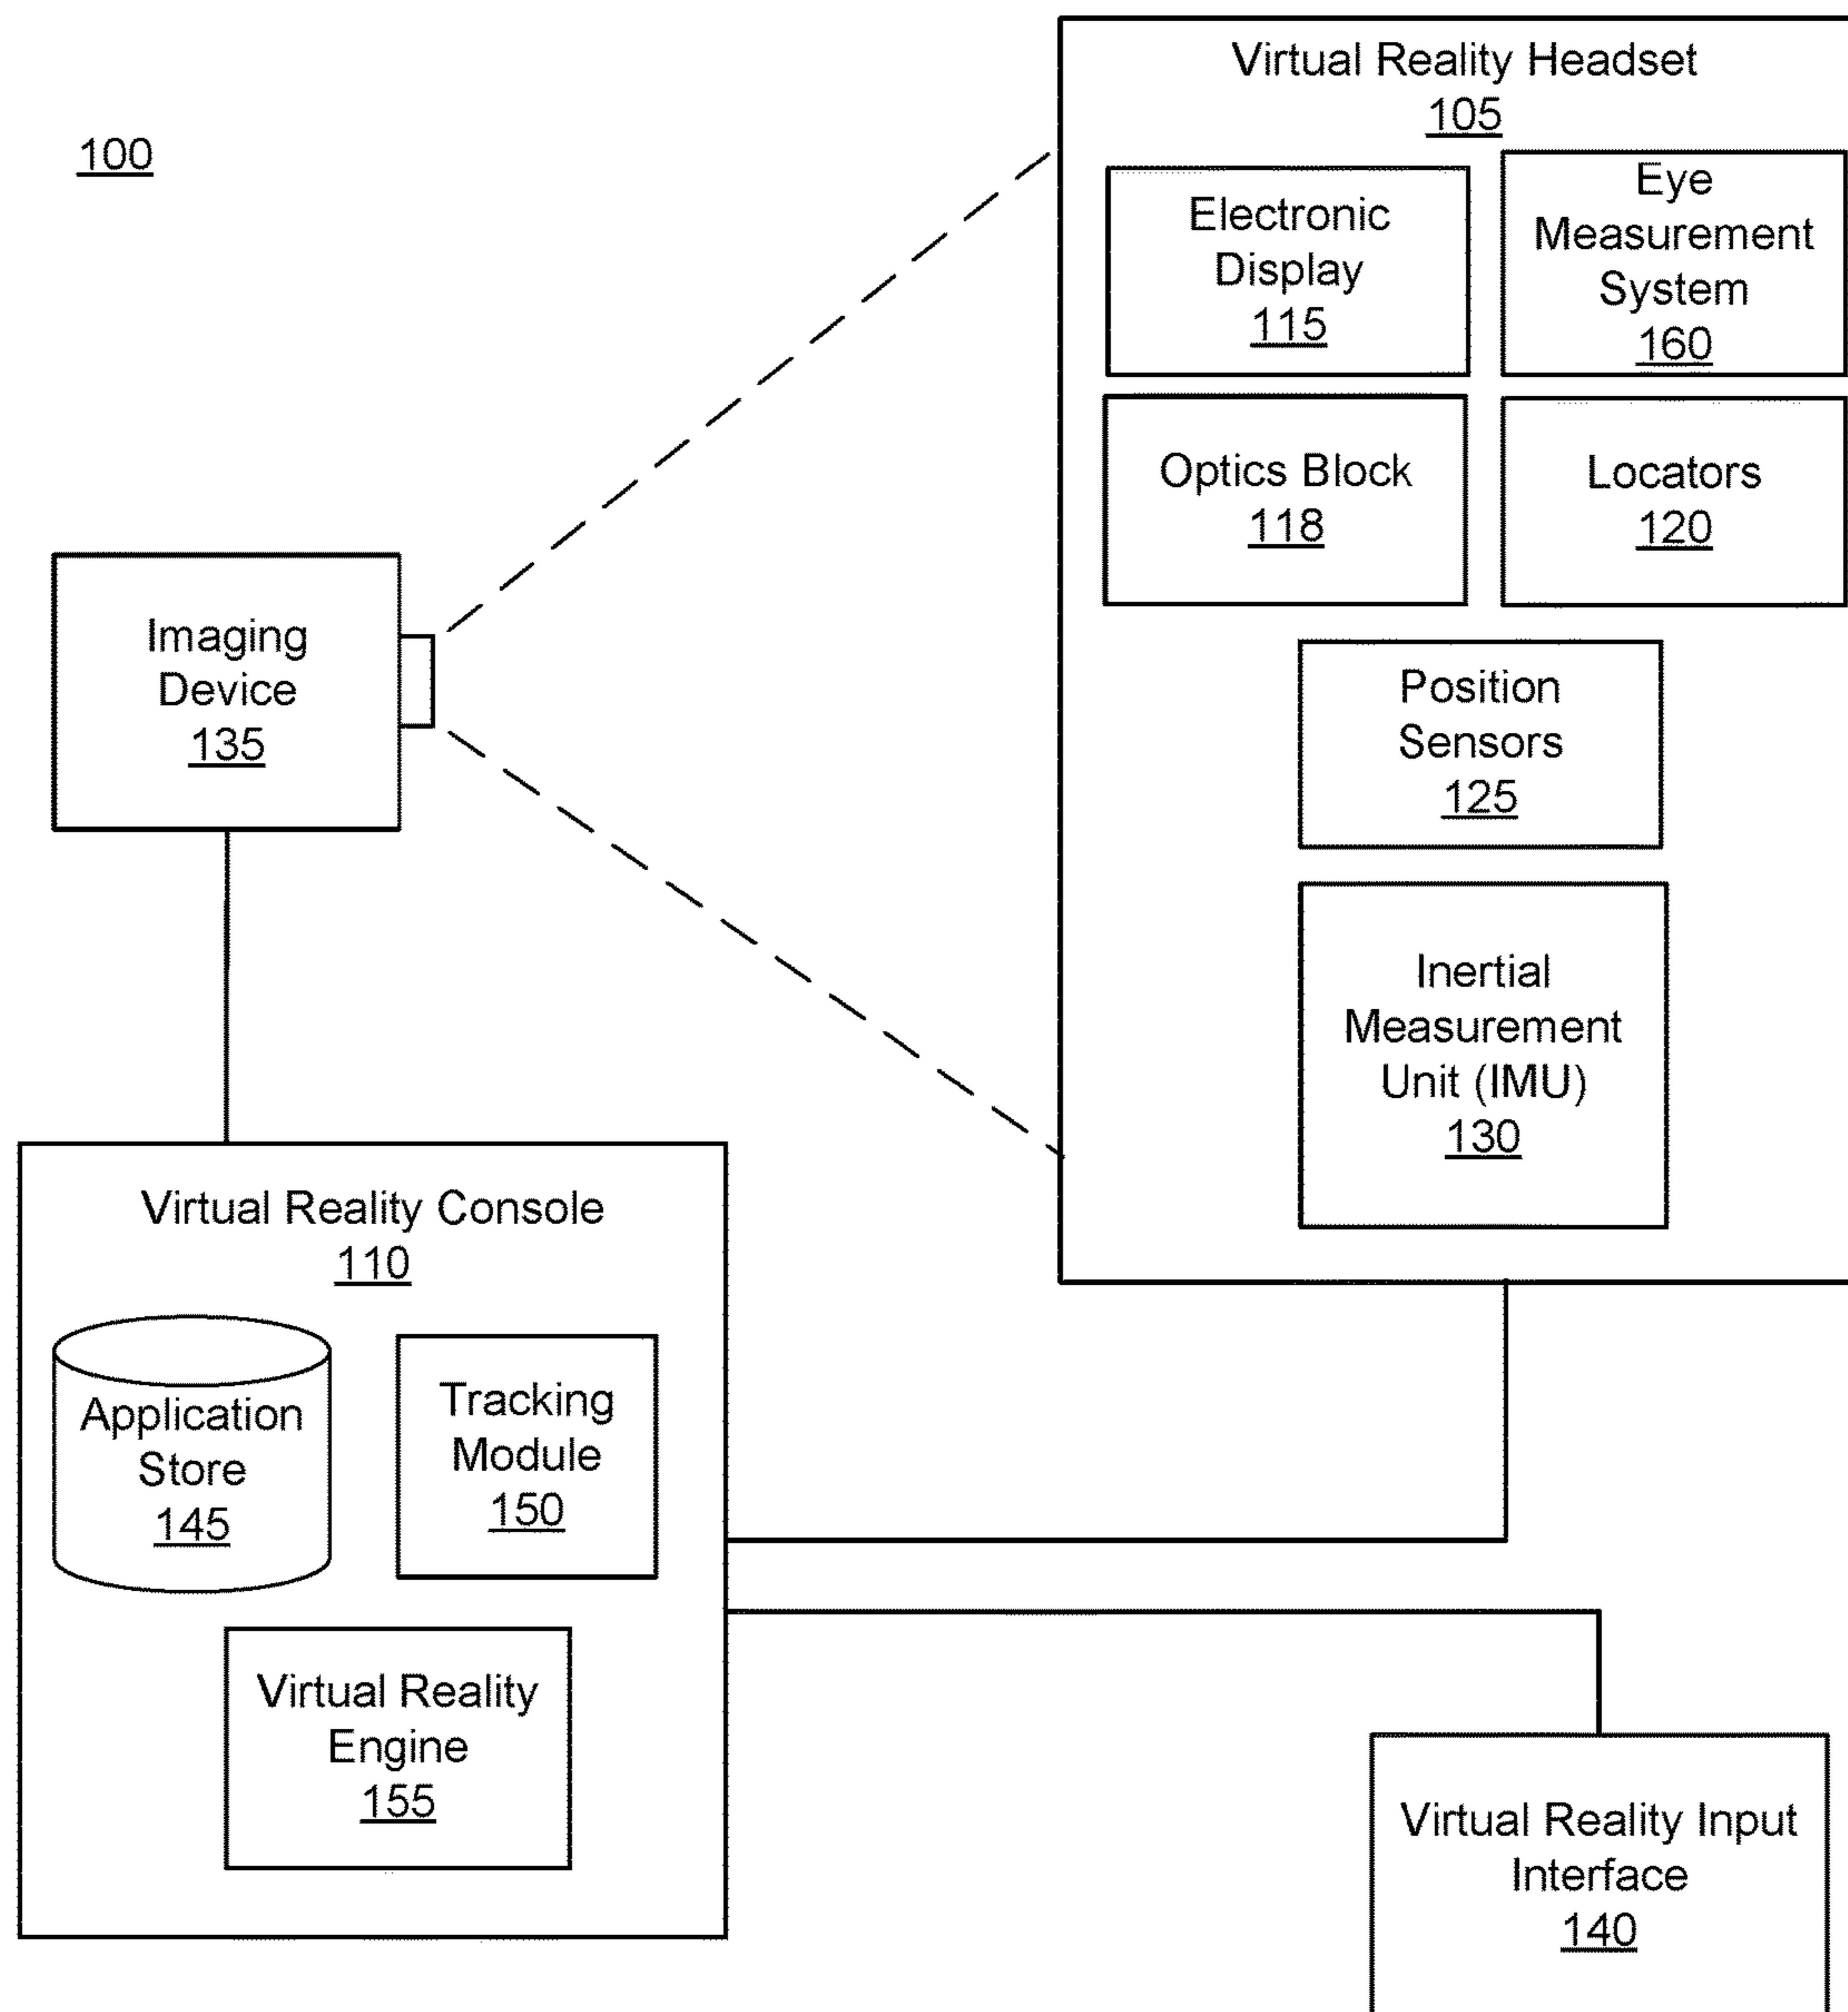 100
Virtual Reality Headset
105
Electronic
Display
115
Eye
Measurement
System
160
Optics Block
118
Locators
120
Position
Sensors
125
Inertial
Measurement
Unit (IMU)
130
Imaging
Device
135
Virtual Reality Console
110
Application
Store
145
Tracking
Module
150
Virtual Reality
Engine
155
Virtual Reality Input
Interface
140